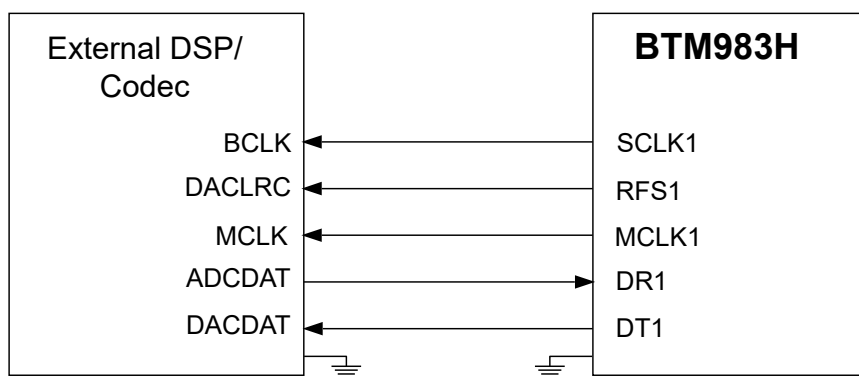 External DSP/
Codec
BTM983H
BCLK
SCLK1
DACLRC
RFS1
MCLK
MCLK1
ADCDAT
DR1
DACDAT
DT1